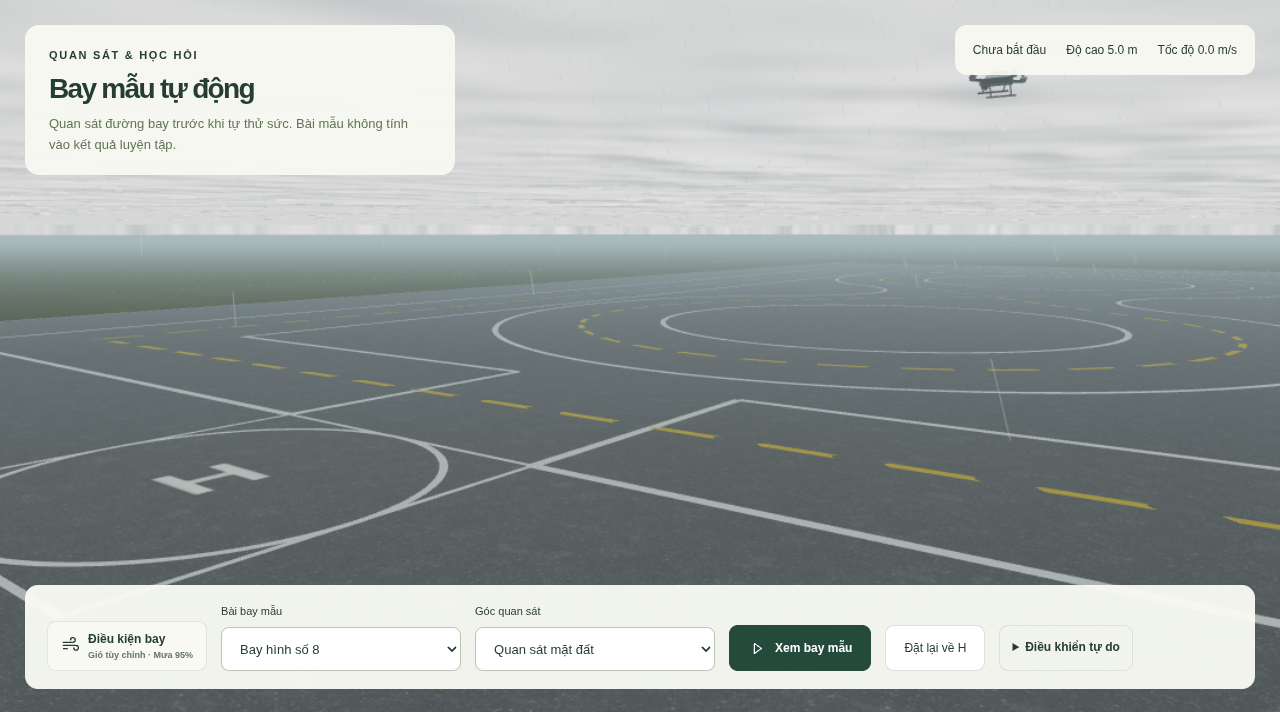 QUAN SÁT & HỌC HỎI
Bay mẫu tự động
Quan sát đường bay trước khi tự thử sức. Bài mẫu không tính
vào kết quả luyện tập.
Chưa bắt đầu Độ cao 5.0 m Tốc độ 0.0 m/s
H
Điều kiện bay
Gió tùy chỉnh · Mưa 95%
Bài bay mẫu
Bay hình số 8
Góc quan sát
Quan sát mặt đất
Xem bay mẫu
Đặt lại về H
Điều khiển tự do